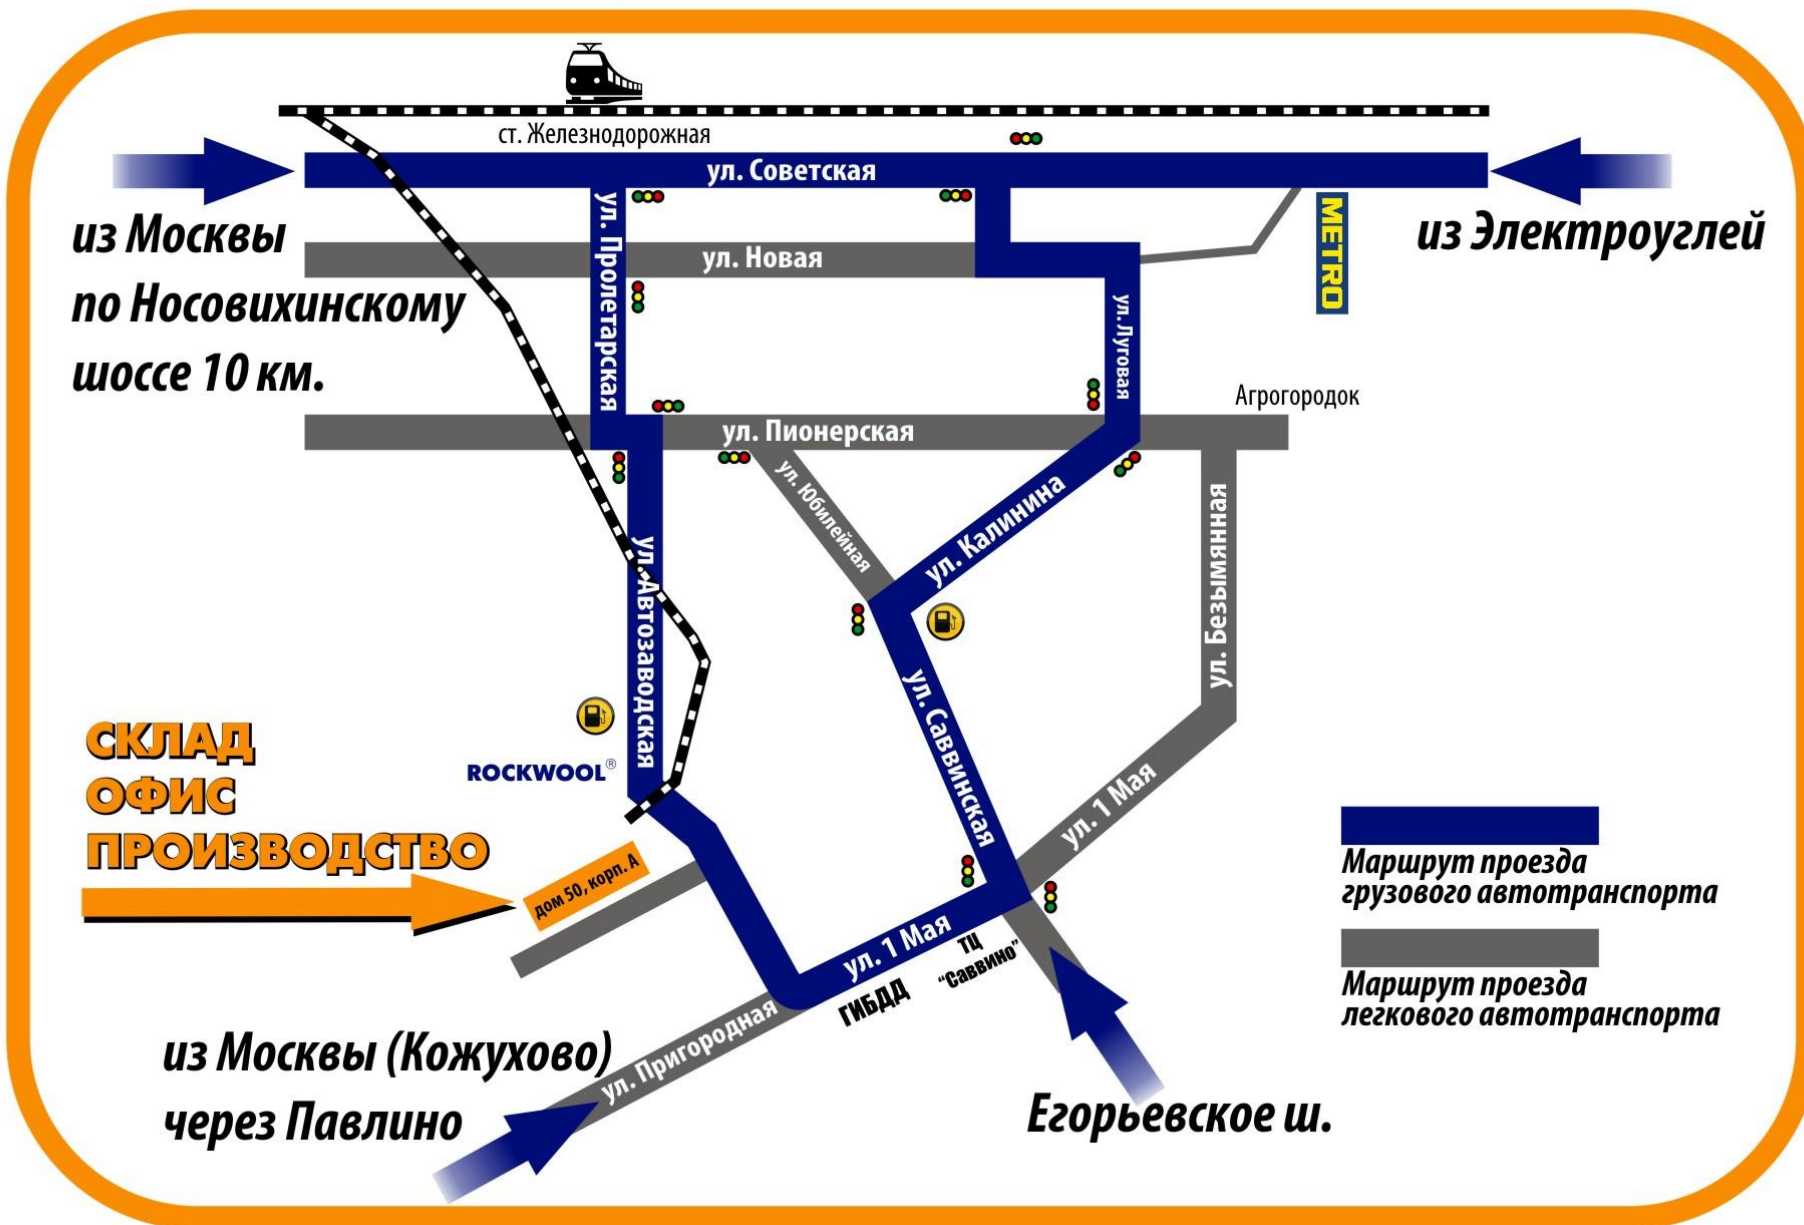 ст. Железнодорожная
ул. Советская
из Москвы
по Носовихинскому
шоссе 10 км.
ул. Пролетарская
METRO
из Электроуглей
ул. Новая
ул. Луговая
Агрогородок
ул. Пионерская
ул. Юбилейная
ул. Калинина
ул. Безымянная
ул. Автозаводская
ул. Саввинская
СКЛАД
ОФИС
ПРОИЗВОДСТВО
ROCKWOOL®
дом 50, корп. А
ул. 1 Мая
ул. 1 Мая
ТЦ
"Саввино"
ГИБДД
ул. Пригородная
Маршрут проезда
грузового автотранспорта
Маршрут проезда
легкового автотранспорта
из Москвы (Кожухово)
через Павлино
Егорьевское ш.